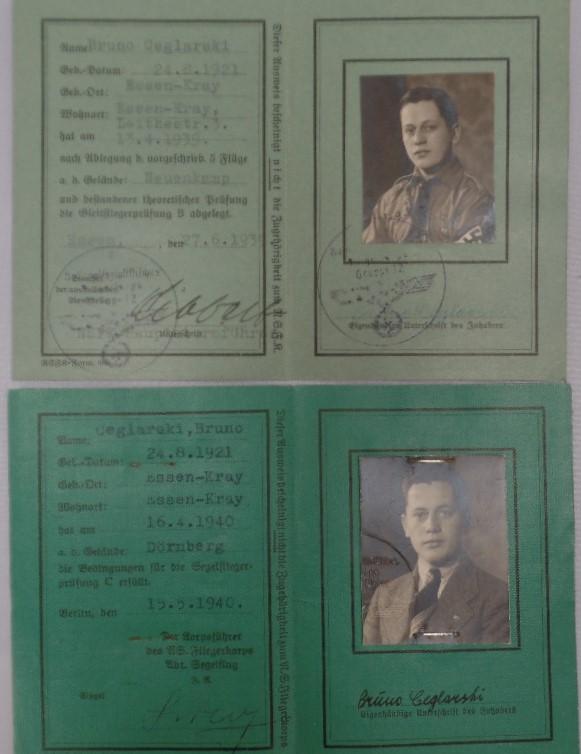 Name Bruno Ceglarski
Geb.-Datum: 24.8.1921
Geb.-Ort: Essen-Kray
Wohnort: Essen-Kray,
Leithestr.3.
hat am 13.4.1939.
nach Ablegung d. vorgeschrieb. 5 Flüge
a. d. Gelände: Neuenkamp
und bestandener theoretischer Prüfung
die Gleitfliegerprüfung B abgelegt.
Essen, , den 27.6.1939
Dieser Ausweis bescheinigt nicht die Zugehörigkeit zum N.S.F.K.
Gruppe 12
Eigenhändige Unterschrift des Inhabers
Ceglarski, Bruno
Name:
Geb.-Datum: 24.8.1921
Geb.-Ort: Essen-Kray
Wohnort: Essen-Kray
hat am 16.4.1940
a. d. Gelände: Dörnberg
die Bedingungen für die Segelflieger-
prüfung C erfüllt.
Berlin, den 15.5.1940.
Der Korpsführer
des NS.Fliegerkorps
Abt. Segelflug
J. A.
Siegel
Dieser Ausweis bescheinigt nicht die Zugehörigkeit zum N.S.Fliegerkorps
Bruno Ceglarski
Eigenhändige Unterschrift des Inhabers